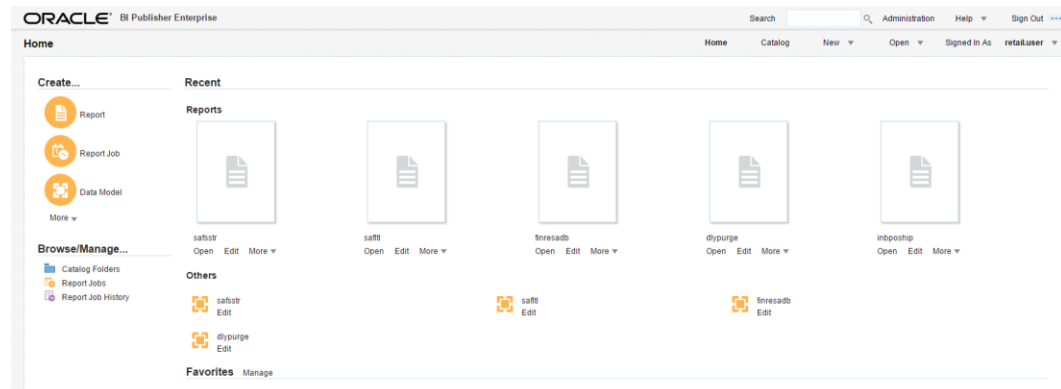 ORACLE® BI Publisher Enterprise
Search Administration Help Sign Out
Home
Home Catalog New Open Signed In As retail.user
Create...
Report
Report Job
Data Model
More
Browse/Manage...
Catalog Folders
Report Jobs
Report Job History
Recent
Reports
safsstr
Open Edit More
saftltl
Open Edit More
finresadb
Open Edit More
dlypurge
Open Edit More
inbpoship
Open Edit More
Others
safsstr
Edit
finresadb
Edit
dlypurge
Edit
Favorites Manage